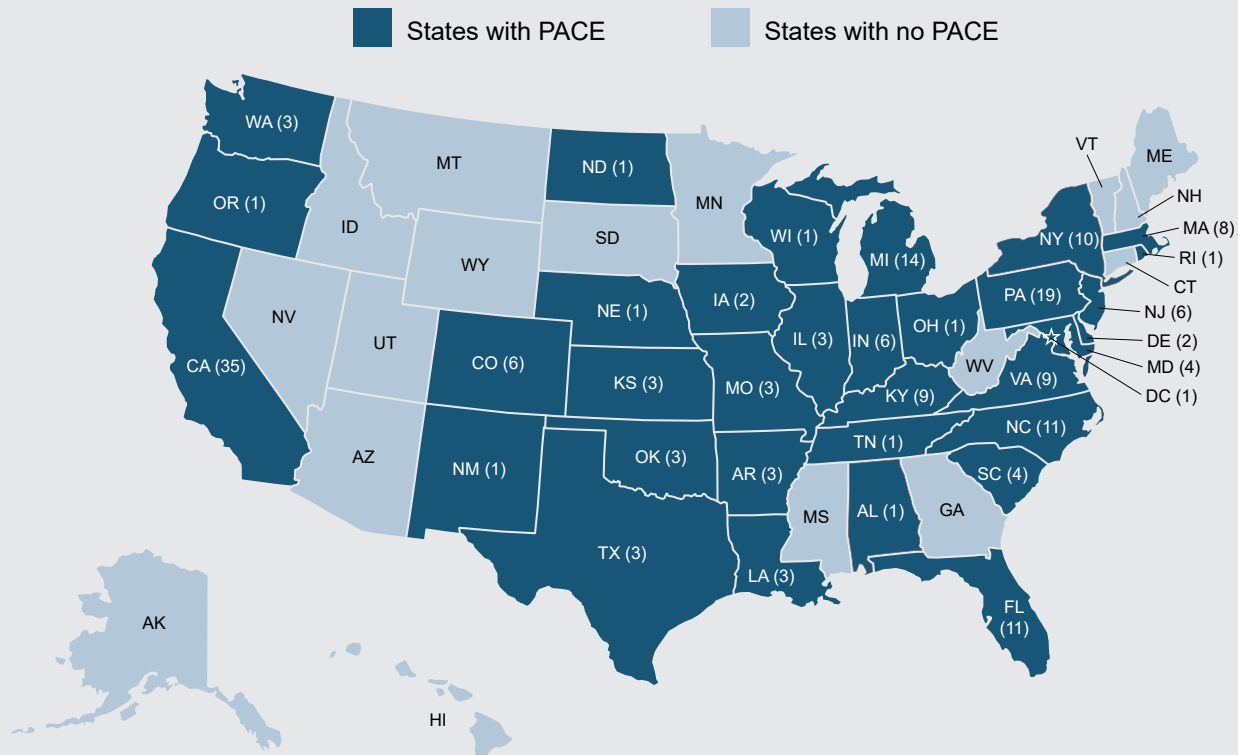 States with PACE
States with no PACE
WA (3)
MT
ND (1)
MN
VT
ME
OR (1)
ID
SD
WI (1)
MI (14)
NY (10)
NH
MA (8)
RI (1)
CT
WY
NE (1)
IA (2)
PA (19)
NJ (6)
NV
UT
CO (6)
IL (3)
IN (6)
OH (1)
DE (2)
MD (4)
DC (1)
CA (35)
KS (3)
MO (3)
KY (9)
WV
VA (9)
AZ
NM (1)
OK (3)
AR (3)
TN (1)
NC (11)
SC (4)
TX (3)
LA (3)
MS
AL (1)
GA
FL
(11)
AK
HI